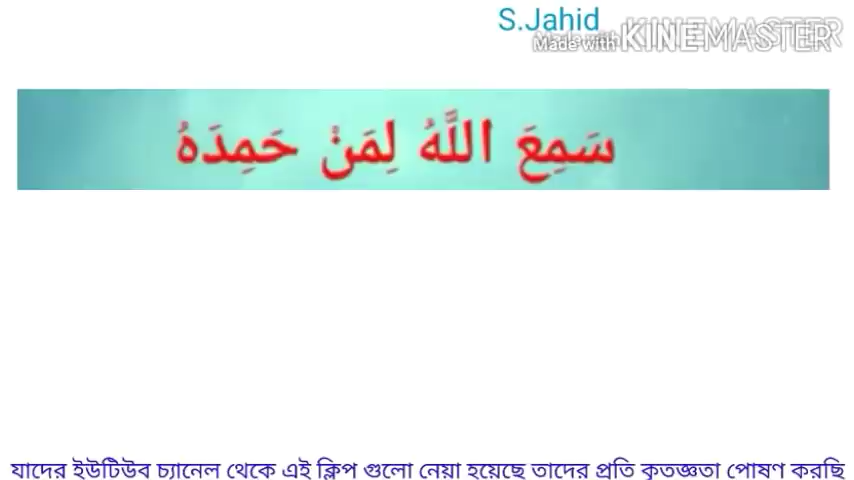 S.Jahid
Made with KINEMASTER
سَمِعَ اللَّهُ لِمَنْ حَمِدَهُ
যাদের ইউটিউব চ্যানেল থেকে এই ক্লিপ গুলো নেয়া হয়েছে তাদের প্রতি কৃতজ্ঞতা পোষণ করছি